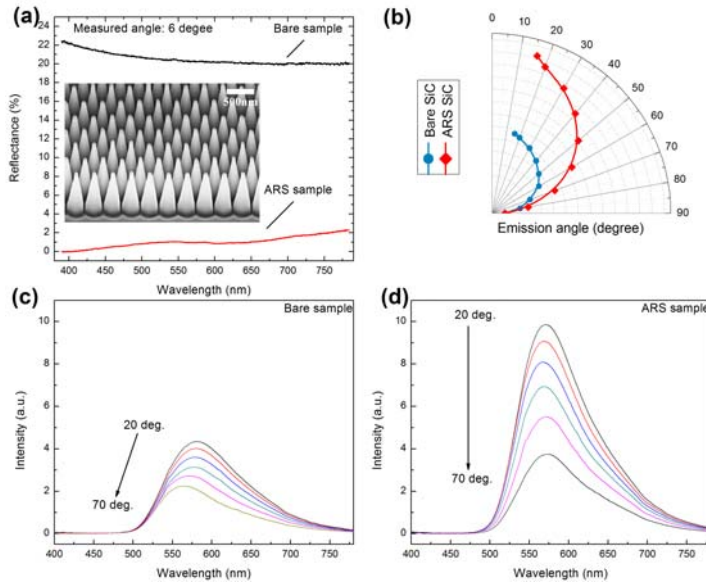 (a)
Measured angle: 6 degee
Bare sample
500nm
ARS sample
Reflectance (%)
24
22
20
18
16
14
12
10
8
6
4
2
0
400 450 500 550 600 650 700 750
Wavelength (nm)
(b)
0 10 20 30 40 50 60 70 80 90
Bare SiC
ARS SiC
Emission angle (degree)
(c)
Bare sample
20 deg.
70 deg.
Intensity (a.u.)
10
8
6
4
2
0
400 450 500 550 600 650 700 750
Wavelength (nm)
(d)
ARS sample
20 deg.
70 deg.
Intensity (a.u.)
10
8
6
4
2
0
400 450 500 550 600 650 700 750
Wavelength (nm)